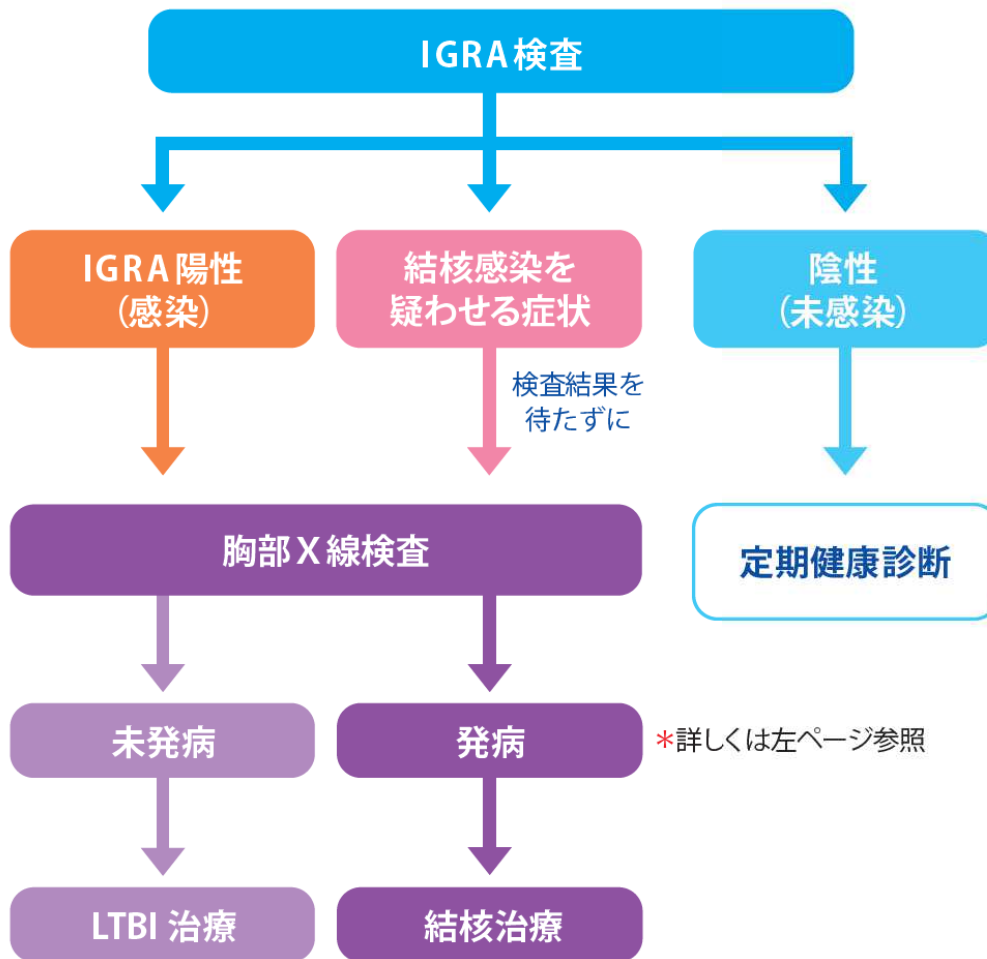 IGRA検査
IGRA陽性
(感染)
結核感染を
疑わせる症状
陰性
(未感染)
検査結果を
待たずに
胸部X線検査
定期健康診断
未発病
発病
*詳しくは左ページ参照
LTBI 治療
結核治療